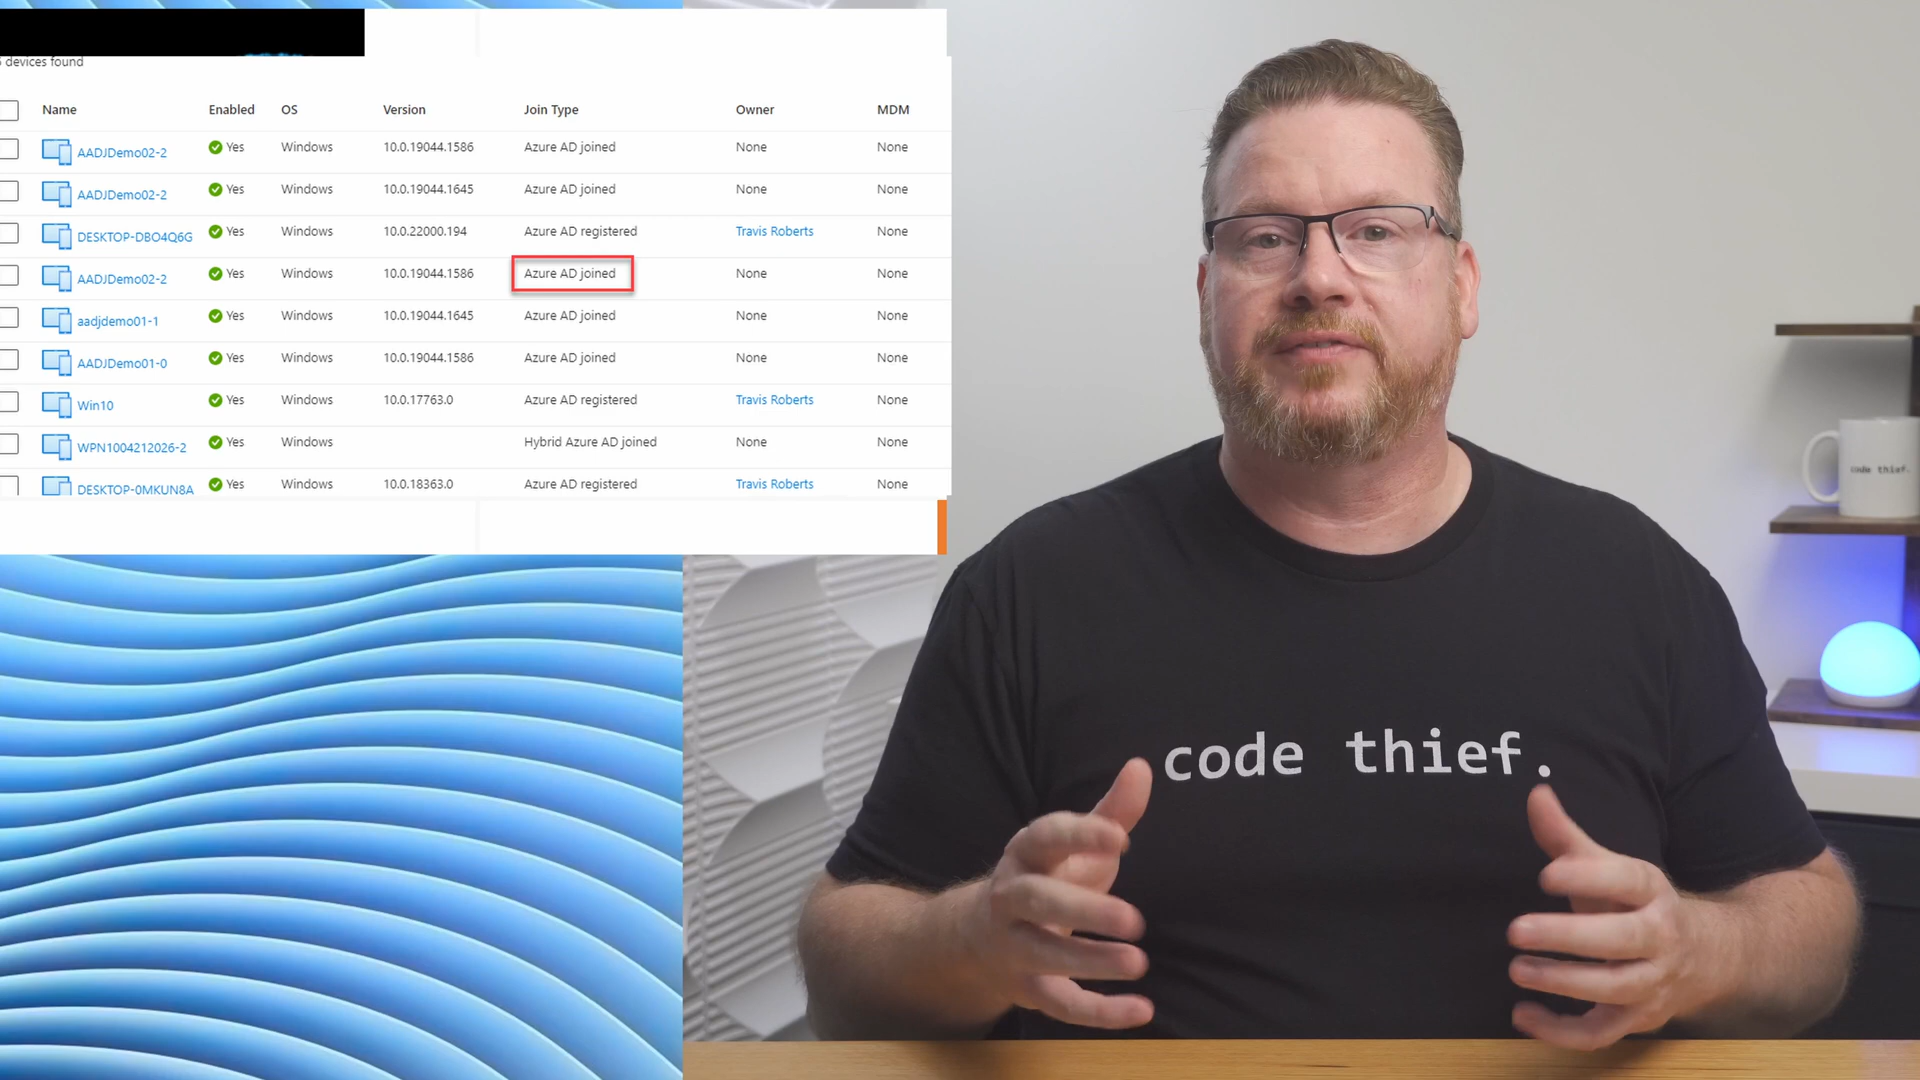 devices found
Name Enabled OS Version Join Type Owner MDM
AADJDemo02-2 Yes Windows 10.0.19044.1586 Azure AD joined None None
AADJDemo02-2 Yes Windows 10.0.19044.1645 Azure AD joined None None
DESKTOP-DBO4Q6G Yes Windows 10.0.22000.194 Azure AD registered Travis Roberts None
AADJDemo02-2 Yes Windows 10.0.19044.1586 Azure AD joined None None
aadjdemo01-1 Yes Windows 10.0.19044.1645 Azure AD joined None None
AADJDemo01-0 Yes Windows 10.0.19044.1586 Azure AD joined None None
Win10 Yes Windows 10.0.17763.0 Azure AD registered Travis Roberts None
WPN1004212026-2 Yes Windows Hybrid Azure AD joined None None
DESKTOP-0MKUN8A Yes Windows 10.0.18363.0 Azure AD registered Travis Roberts None
code thief.
code thief.